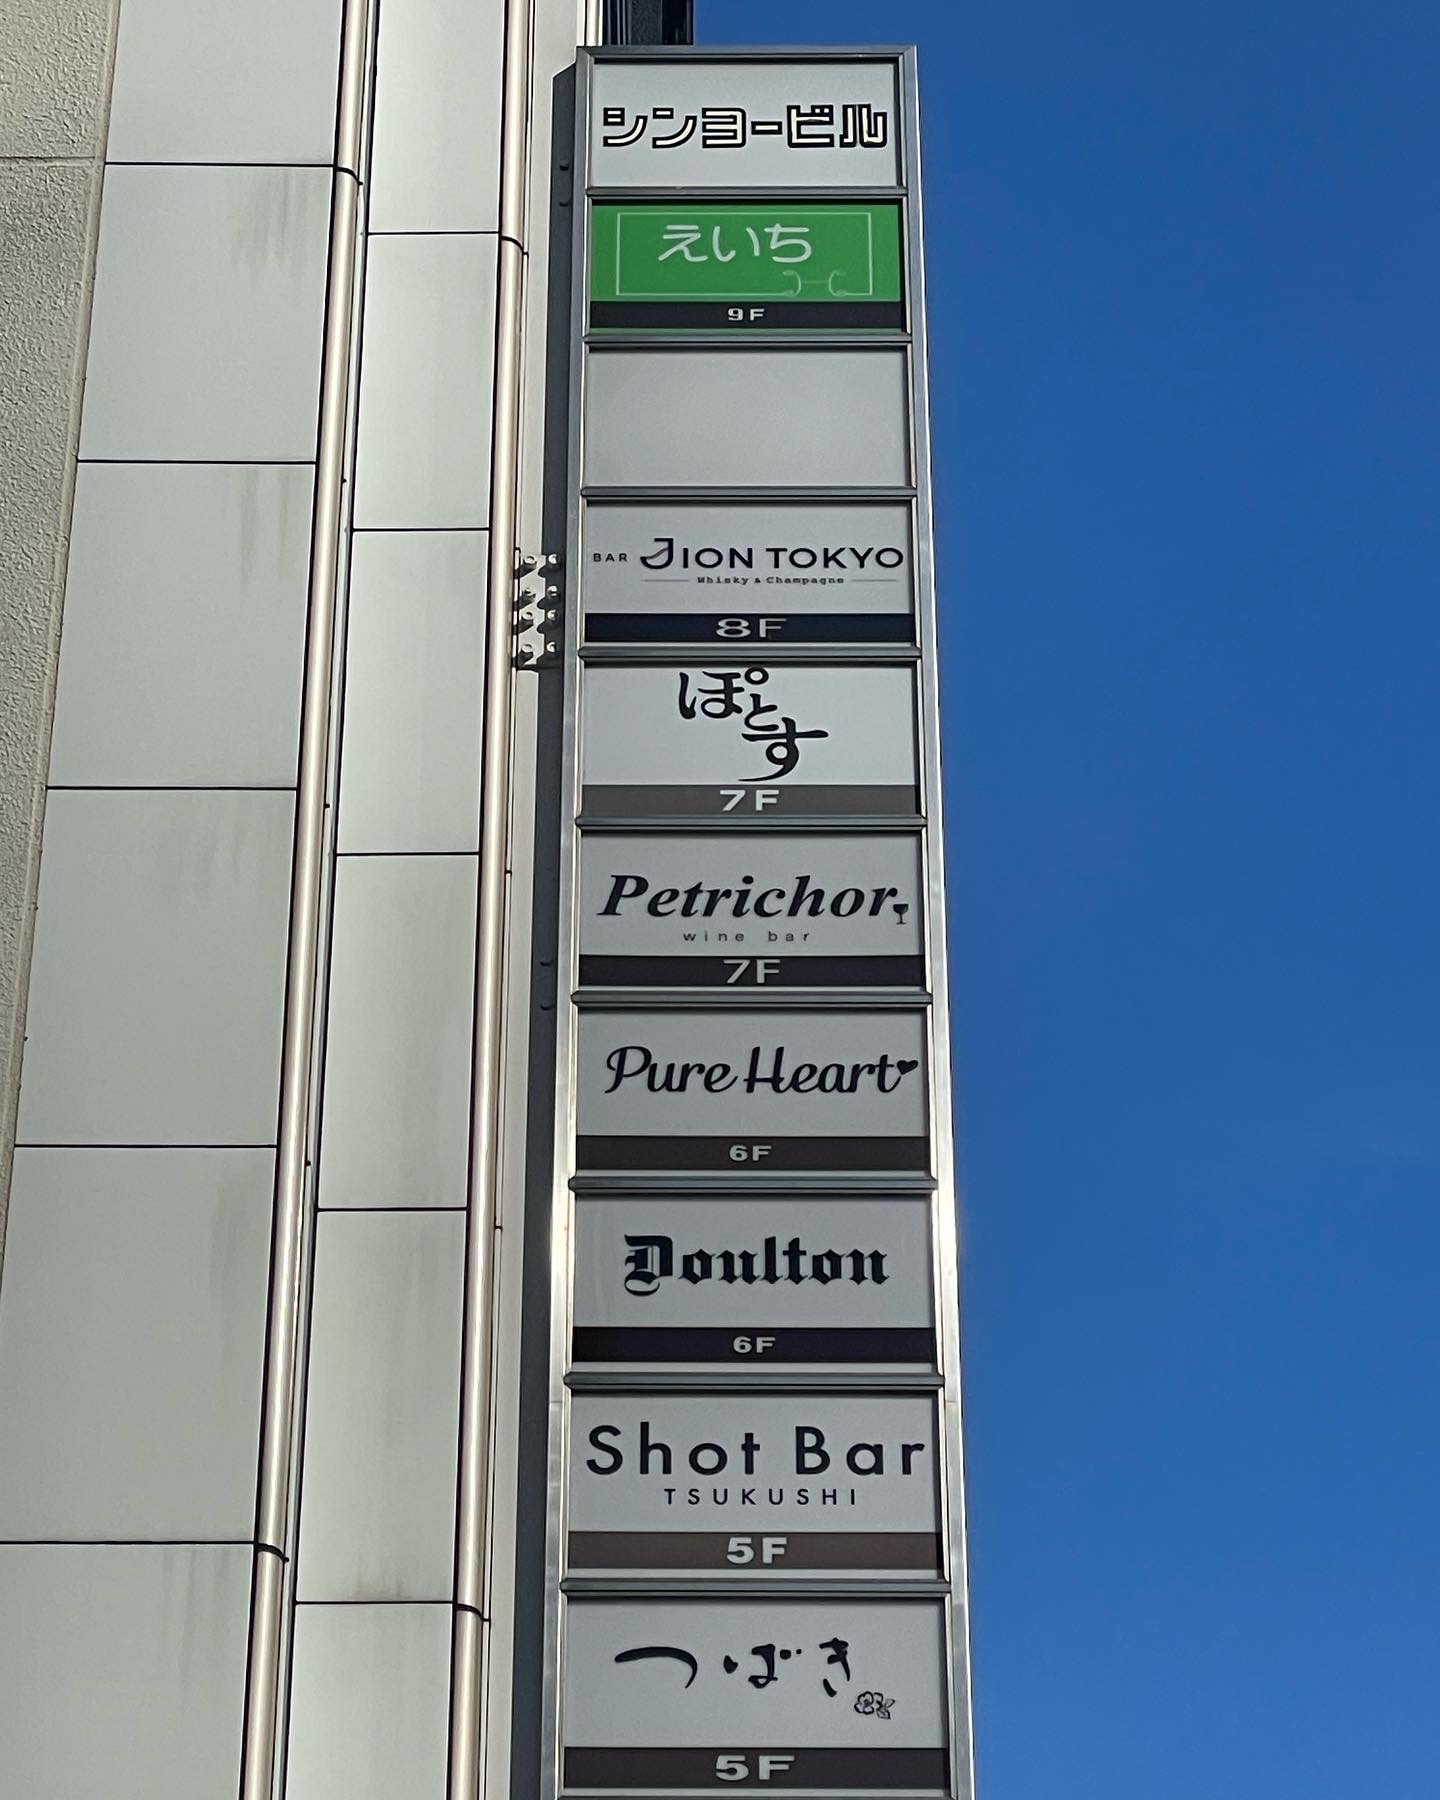 シンヨービル
えいち
9F
BAR JION TOKYO
Whisky & Champagne
8F
ぽとす
7F
Petrichor
wine bar
7F
Pure Heart
6F
Doulton
6F
Shot Bar
TSUKUSHI
5F
つばき
5F